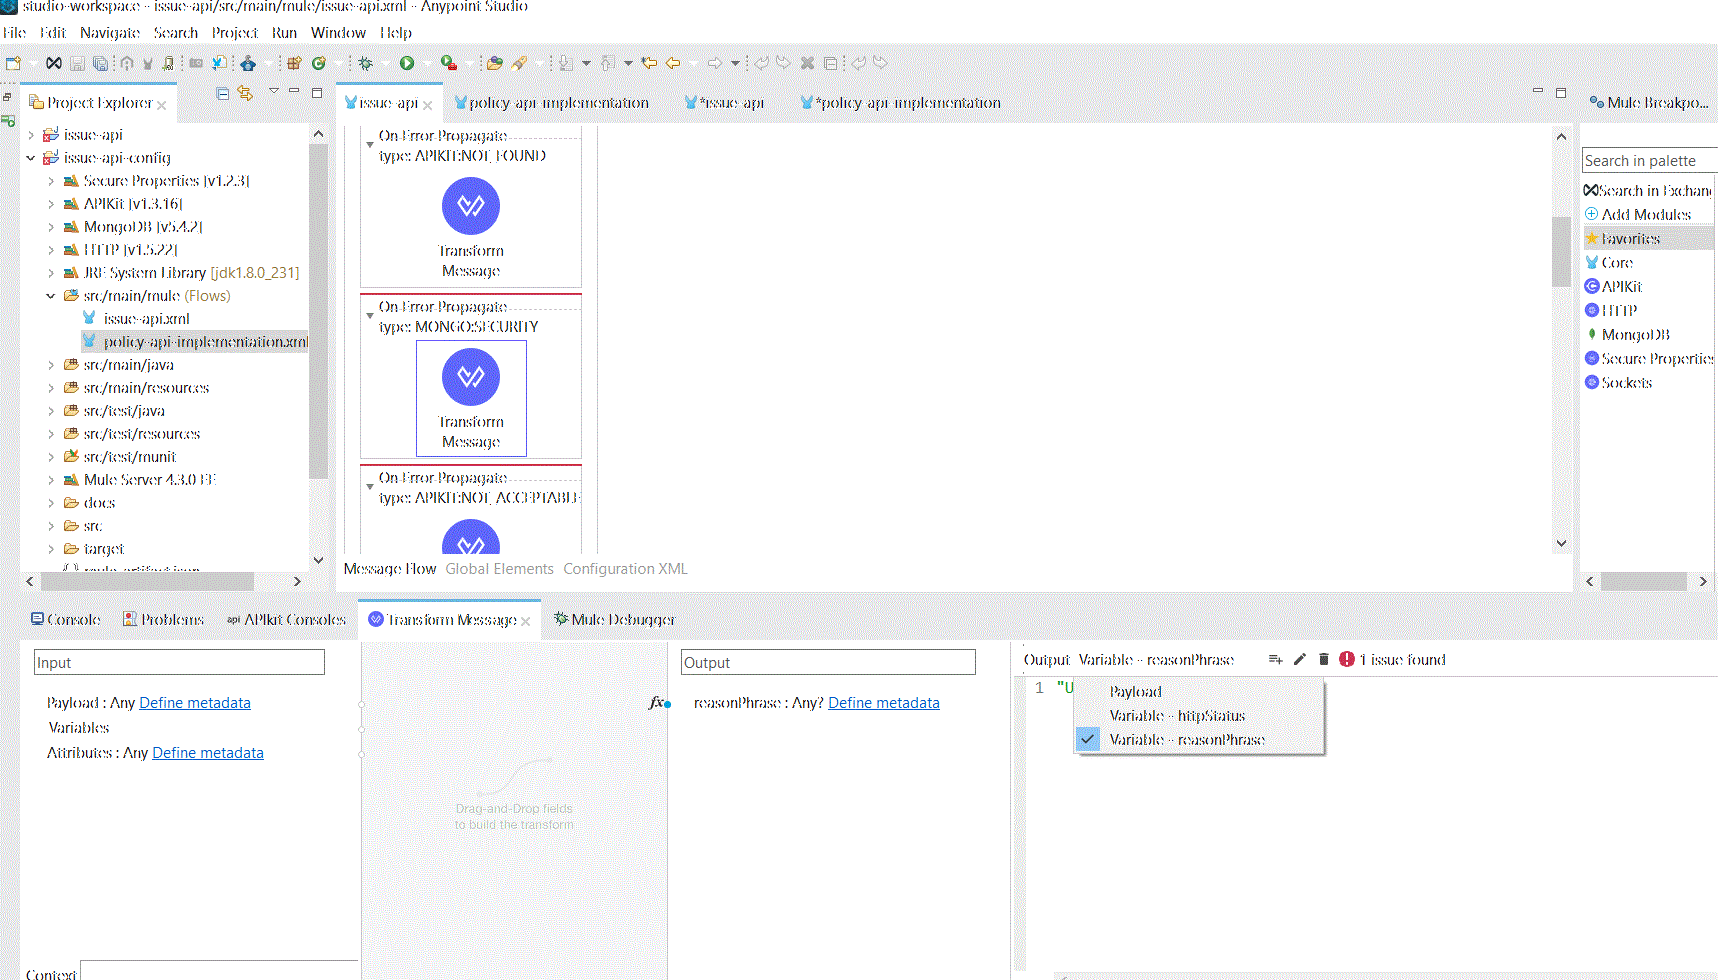 studio-workspace - issue-api/src/main/mule/issue-api.xml - Anypoint Studio
File Edit Navigate Search Project Run Window Help
Project Explorer
issue-api
policy-api-implementation
*issue-api
*policy-api-implementation
Mule Breakpo...
issue-api
issue-api-config
Secure Properties [v1.2.3]
APIKit [v1.3.16]
MongoDB [v5.4.2]
HTTP [v1.5.22]
JRE System Library [jdk1.8.0_231]
src/main/mule (Flows)
issue-api.xml
policy-api-implementation.xml
src/main/java
src/main/resources
src/test/java
src/test/resources
src/test/munit
Mule Server 4.3.0 EE
docs
src
target
mule-artifact.json
On Error Propagate
type: APIKIT:NOT_FOUND
Transform
Message
On Error Propagate
type: MONGO:SECURITY
Transform
Message
On Error Propagate
type: APIKIT:NOT_ACCEPTABLE
Message Flow Global Elements Configuration XML
Search in palette
Search in Exchang
Add Modules
Favorites
Core
APIKit
HTTP
MongoDB
Secure Properties
Sockets
Console
Problems
api APIkit Consoles
Transform Message
Mule Debugger
Input
Payload : Any Define metadata
Variables
Attributes : Any Define metadata
Context
fx
Drag-and-Drop fields
to build the transform
Output
reasonPhrase : Any? Define metadata
Output Variable - reasonPhrase
1 issue found
1 "U
Payload
Variable - httpStatus
Variable - reasonPhrase